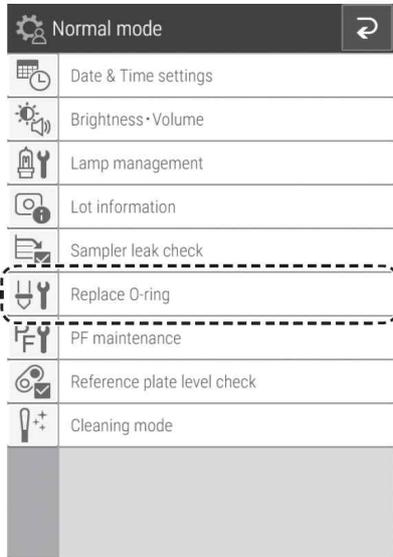 Normal mode
Date & Time settings
Brightness・Volume
Lamp management
Lot information
Sampler leak check
Replace O-ring
PF maintenance
Reference plate level check
Cleaning mode